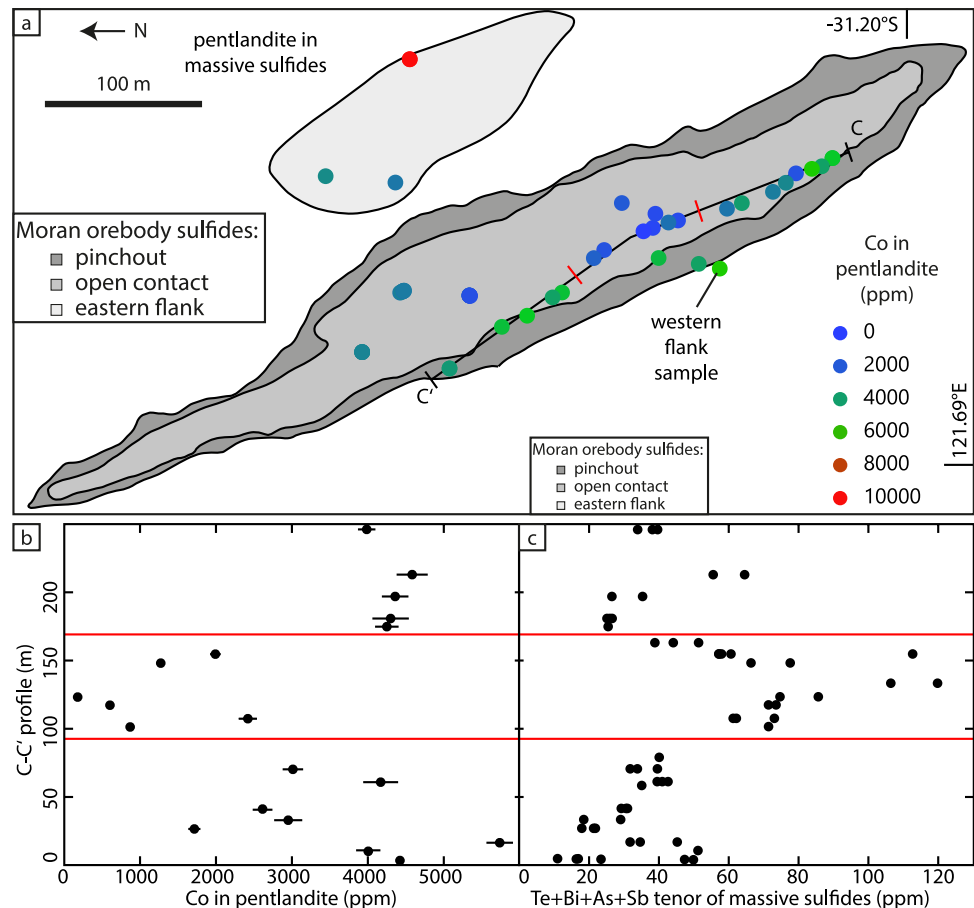 a
N
pentlandite in
massive sulfides
-31.20°S
100 m
C
Moran orebody sulfides:
pinchout
open contact
eastern flank
Co in
pentlandite
(ppm)
0
2000
4000
6000
8000
10000
western
flank
sample
C'
121.69°E
Moran orebody sulfides:
pinchout
open contact
eastern flank
b
C-C' profile (m)
200
150
100
50
0
0
1000
2000
3000
4000
5000
Co in pentlandite (ppm)
c
0
20
40
60
80
100
120
Te+Bi+As+Sb tenor of massive sulfides (ppm)